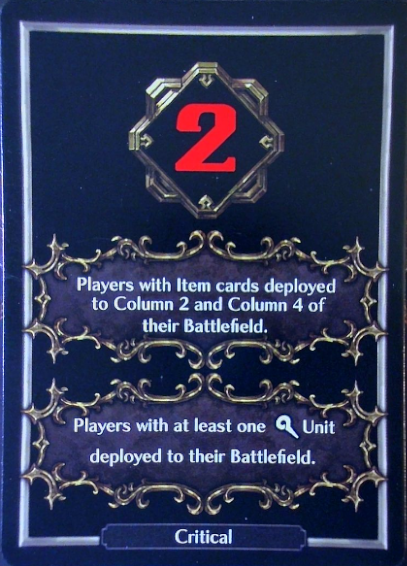 2
Players with Item cards deployed
to Column 2 and Column 4 of
their Battlefield.
Players with at least one Unit
deployed to their Battlefield.
Critical